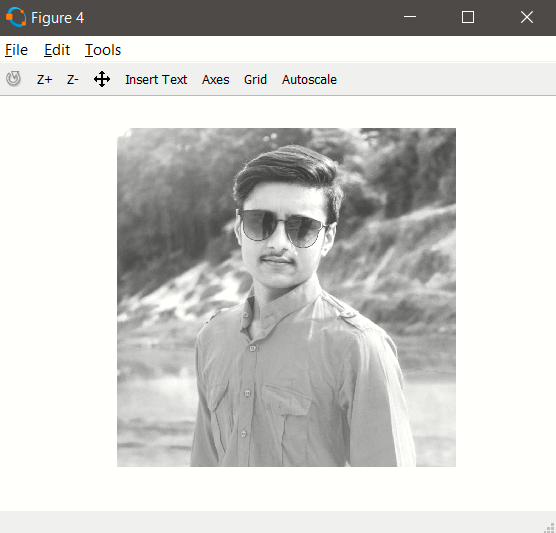 Figure 4
File Edit Tools
Z+ Z- Insert Text Axes Grid Autoscale